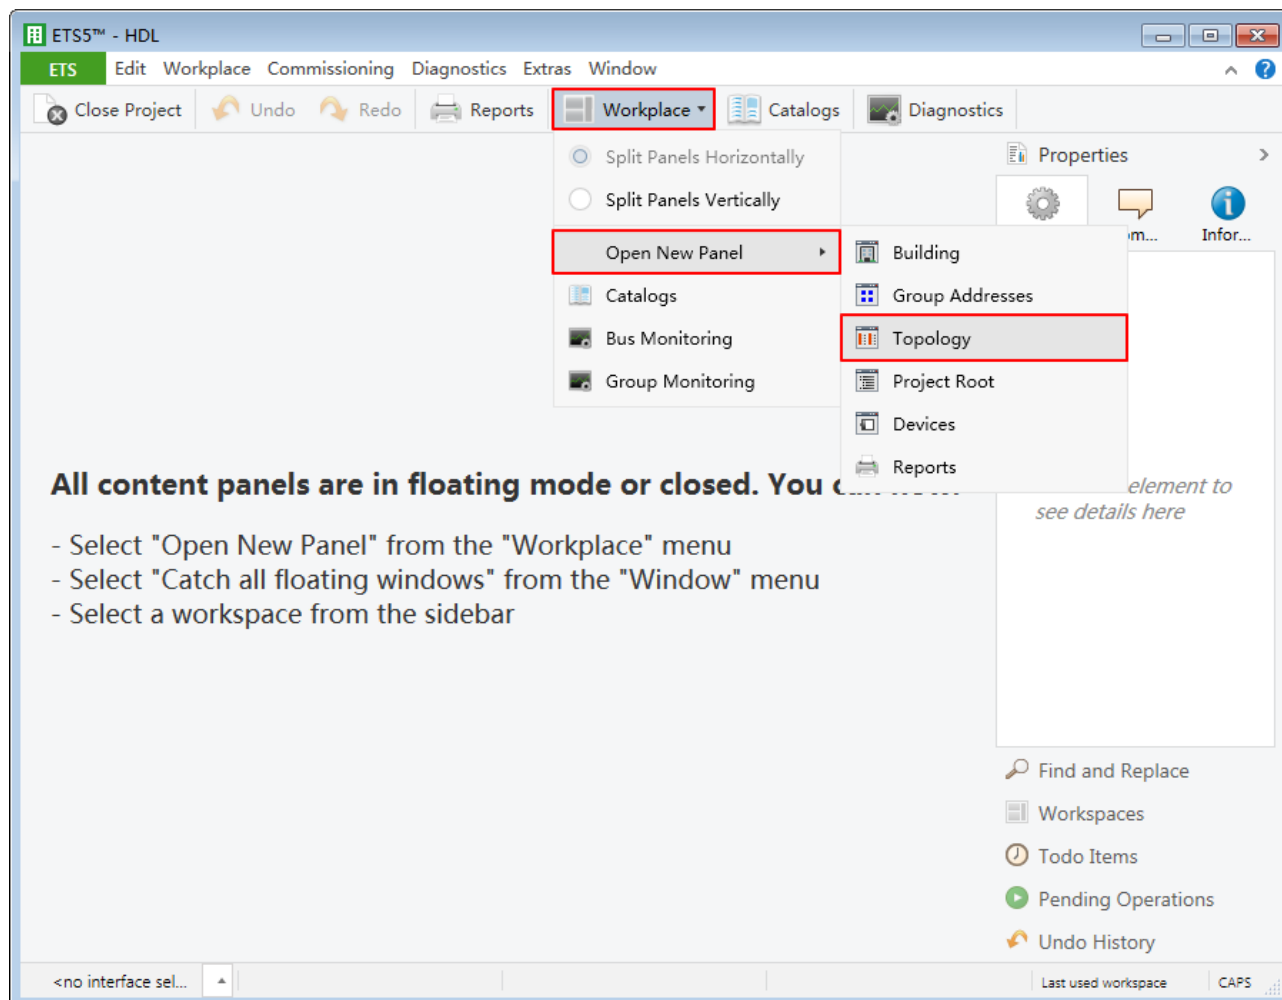 ETS5™ - HDL
ETS Edit Workplace Commissioning Diagnostics Extras Window
Close Project Undo Redo Reports Workplace Catalogs Diagnostics
Split Panels Horizontally
Split Panels Vertically
Open New Panel
Catalogs
Bus Monitoring
Group Monitoring
Building
Group Addresses
Topology
Project Root
Devices
Reports
Properties
Infor...
All content panels are in floating mode or closed. You
- Select "Open New Panel" from the "Workplace" menu
- Select "Catch all floating windows" from the "Window" menu
- Select a workspace from the sidebar
element to
see details here
Find and Replace
Workspaces
Todo Items
Pending Operations
Undo History
<no interface sel... Last used workspace CAPS